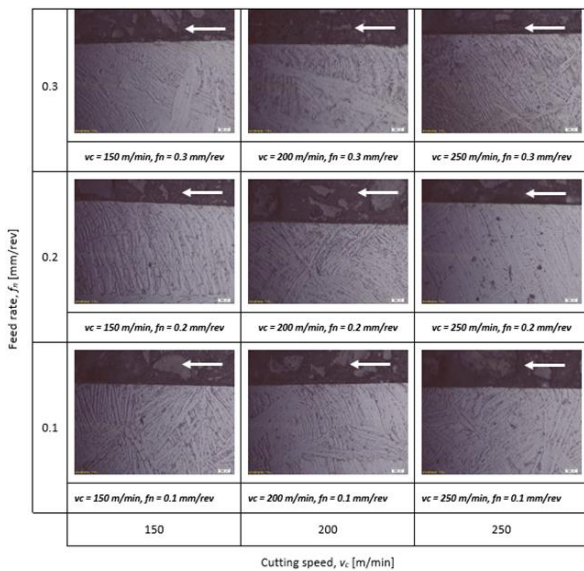 0.3
vc = 150 m/min, fn = 0.3 mm/rev
vc = 200 m/min, fn = 0.3 mm/rev
vc = 250 m/min, fn = 0.3 mm/rev
Feed rate, fₙ [mm/rev]
0.2
vc = 150 m/min, fn = 0.2 mm/rev
vc = 200 m/min, fn = 0.2 mm/rev
vc = 250 m/min, fn = 0.2 mm/rev
0.1
vc = 150 m/min, fn = 0.1 mm/rev
vc = 200 m/min, fn = 0.1 mm/rev
vc = 250 m/min, fn = 0.1 mm/rev
150
200
250
Cutting speed, v꜀ [m/min]